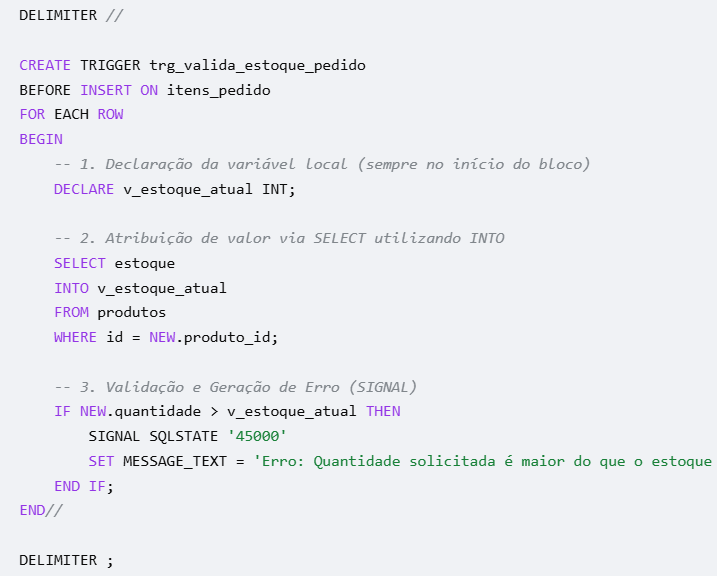 DELIMITER //
CREATE TRIGGER trg_valida_estoque_pedido
BEFORE INSERT ON itens_pedido
FOR EACH ROW
BEGIN
    -- 1. Declaração da variável local (sempre no início do bloco)
    DECLARE v_estoque_atual INT;
    -- 2. Atribuição de valor via SELECT utilizando INTO
    SELECT estoque
    INTO v_estoque_atual
    FROM produtos
    WHERE id = NEW.produto_id;
    -- 3. Validação e Geração de Erro (SIGNAL)
    IF NEW.quantidade > v_estoque_atual THEN
        SIGNAL SQLSTATE '45000'
        SET MESSAGE_TEXT = 'Erro: Quantidade solicitada é maior do que o estoque
    END IF;
END//
DELIMITER ;